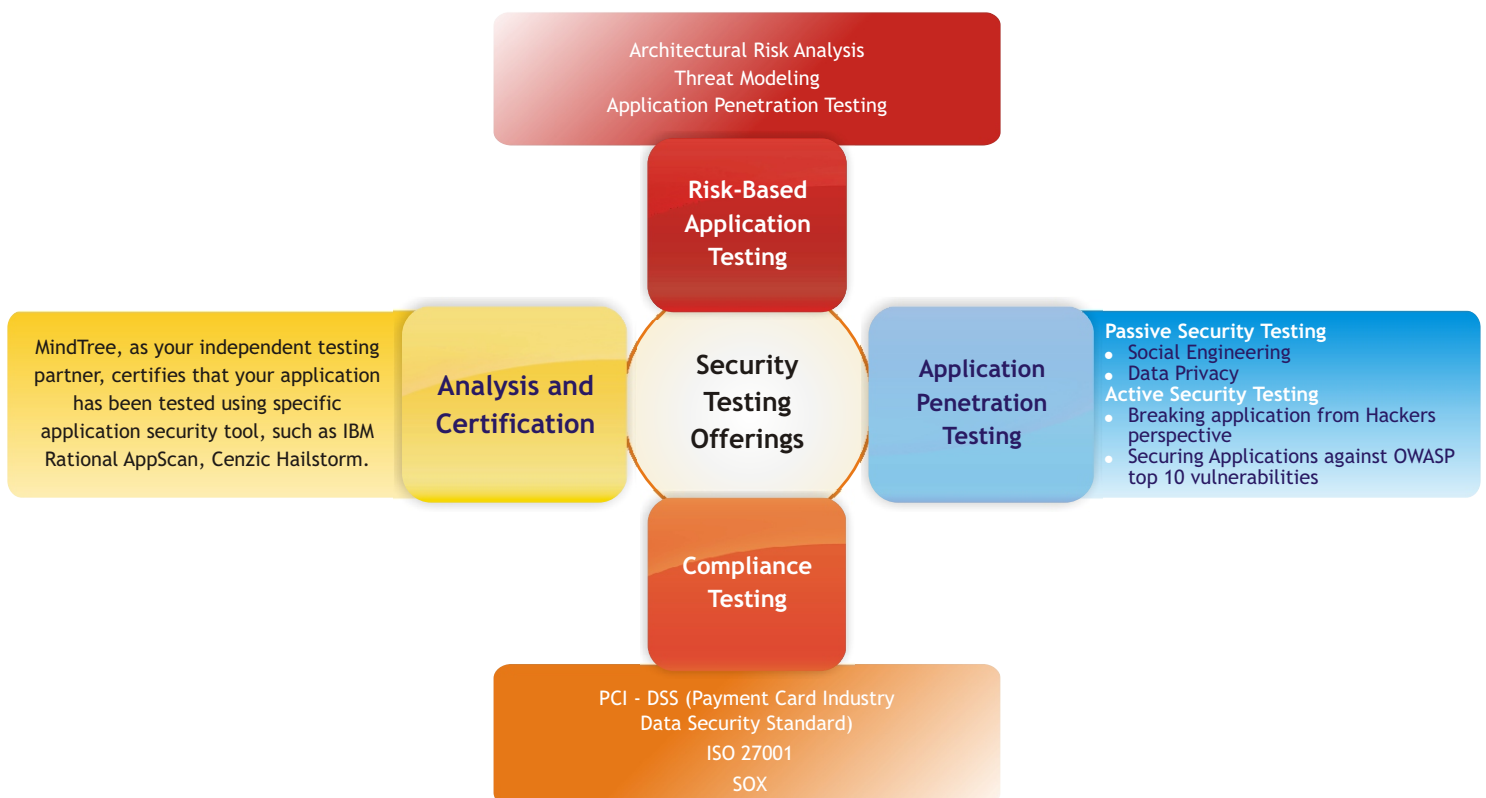 Architectural Risk Analysis
Threat Modeling
Application Penetration Testing
Risk-Based
Application
Testing
MindTree, as your independent testing
partner, certifies that your application
has been tested using specific
application security tool, such as IBM
Rational AppScan, Cenzic Hailstorm.
Analysis and
Certification
Security
Testing
Offerings
Application
Penetration
Testing
Passive Security Testing
• Social Engineering
• Data Privacy
Active Security Testing
• Breaking application from Hackers
perspective
• Securing Applications against OWASP
top 10 vulnerabilities
Compliance
Testing
PCI - DSS (Payment Card Industry
Data Security Standard)
ISO 27001
SOX